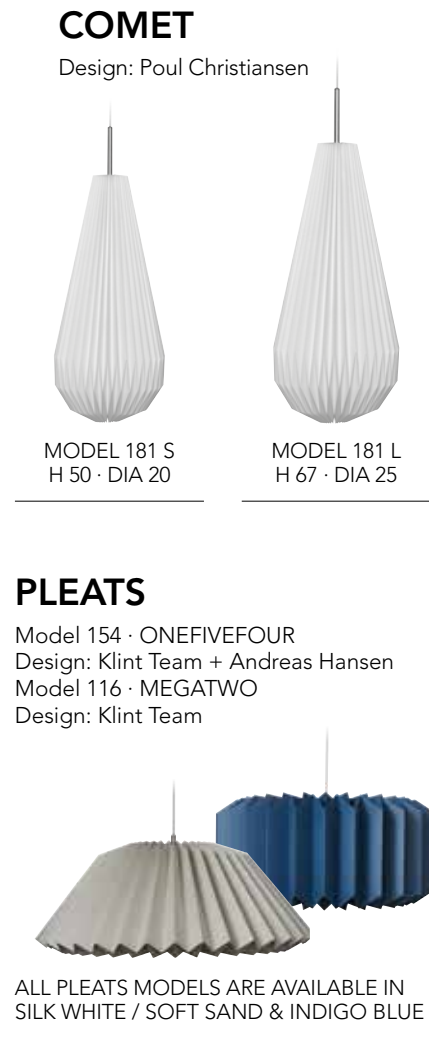 COMET
Design: Poul Christiansen
MODEL 181 S
H 50 · DIA 20
MODEL 181 L
H 67 · DIA 25
PLEATS
Model 154 · ONEFIVEFOUR
Design: Klint Team + Andreas Hansen
Model 116 · MEGATWO
Design: Klint Team
ALL PLEATS MODELS ARE AVAILABLE IN
SILK WHITE / SOFT SAND & INDIGO BLUE